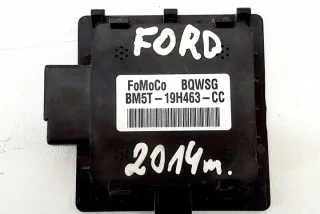 FORD
FoMoCo BQWSG
BM5T-19H463-CC
2014m.